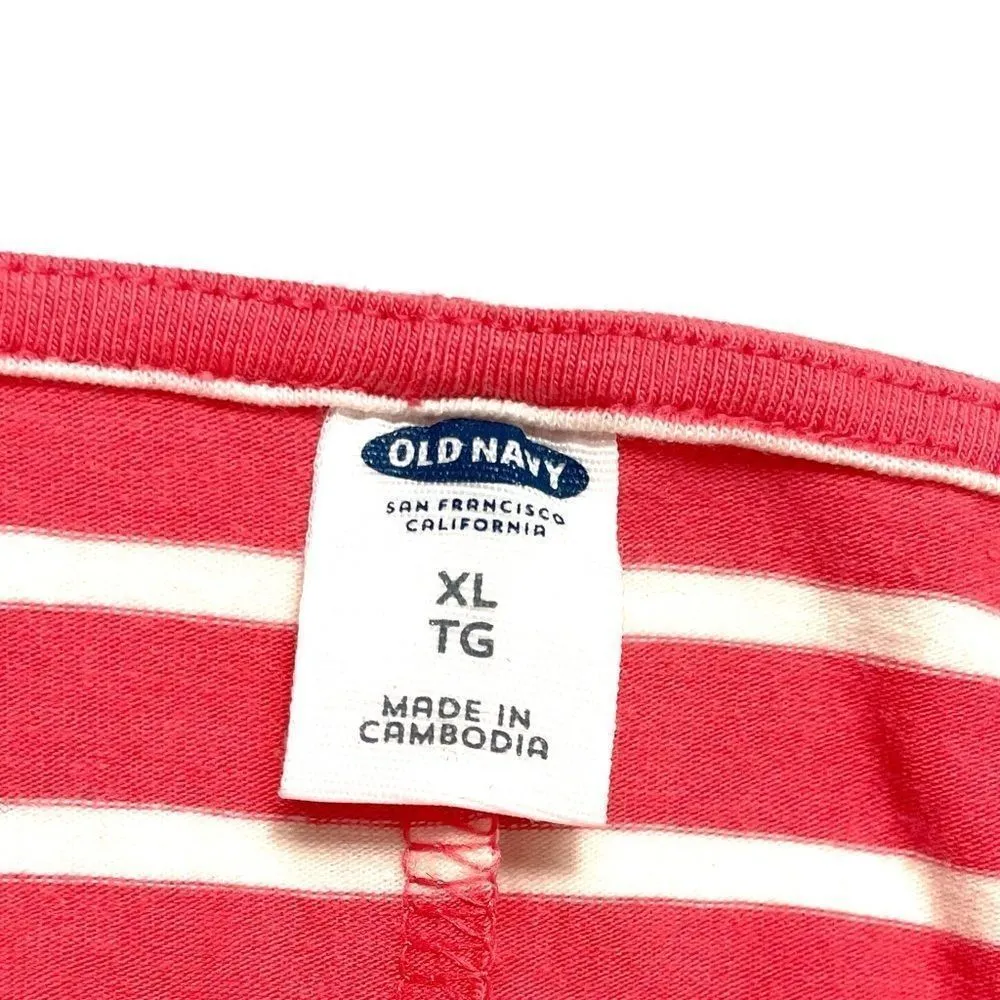 OLD NAVY
SAN FRANCISCO
CALIFORNIA
XL
TG
MADE IN
CAMBODIA